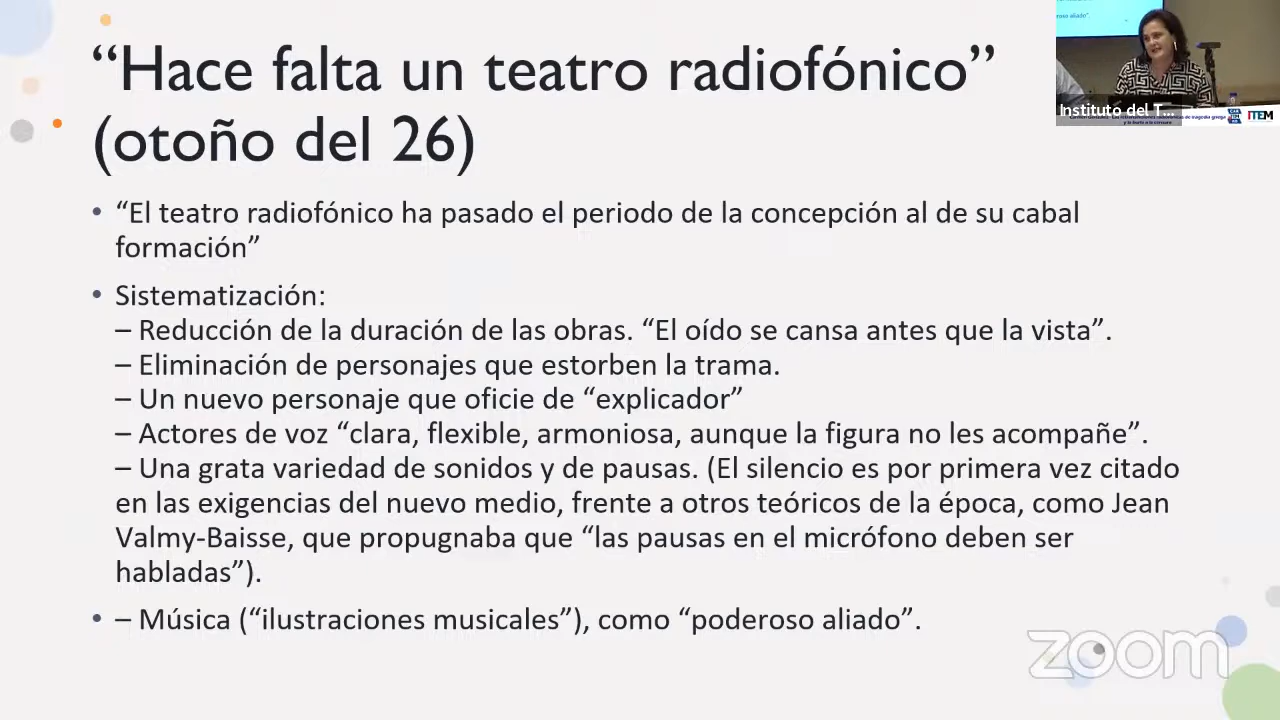 “Hace falta un teatro radiofónico”
(otoño del 26)
• “El teatro radiofónico ha pasado el periodo de la concepción al de su cabal
formación”
• Sistematización:
– Reducción de la duración de las obras. “El oído se cansa antes que la vista”.
– Eliminación de personajes que estorben la trama.
– Un nuevo personaje que oficie de “explicador”
– Actores de voz “clara, flexible, armoniosa, aunque la figura no les acompañe”.
– Una grata variedad de sonidos y de pausas. (El silencio es por primera vez citado
en las exigencias del nuevo medio, frente a otros teóricos de la época, como Jean
Valmy-Baisse, que propugnaba que “las pausas en el micrófono deben ser
habladas”).
• – Música (“ilustraciones musicales”), como “poderoso aliado”.
Instituto del T...
ITEM
zoom